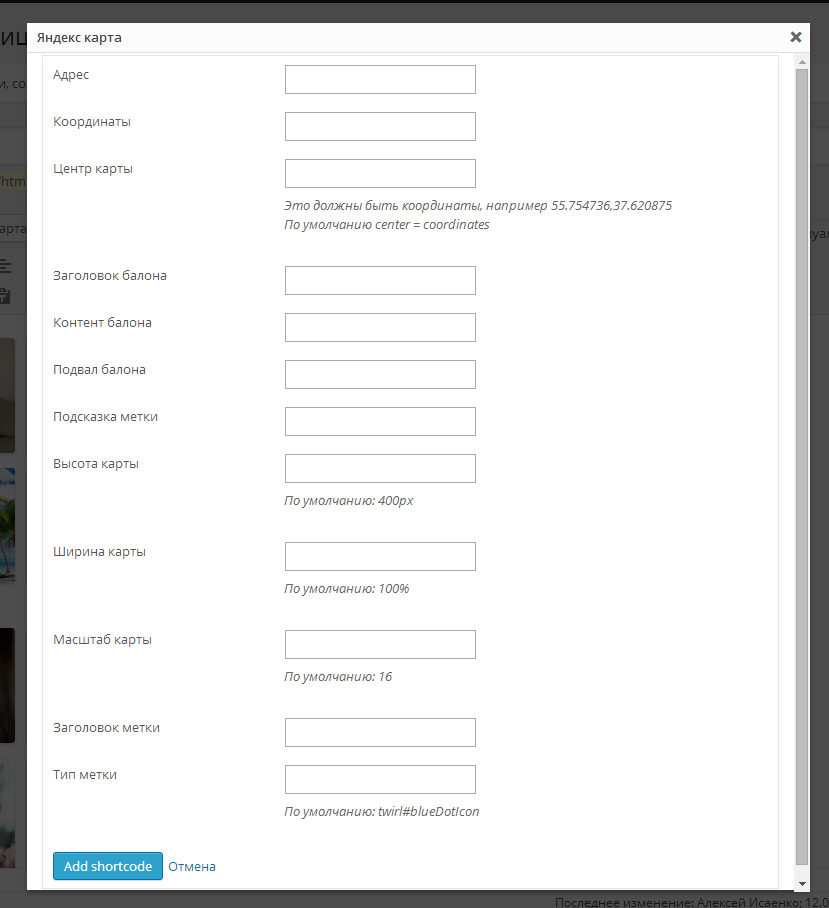 Яндекс карта
Адрес
Координаты
Центр карты
Это должны быть координаты, например 55.754736,37.620875
По умолчанию center = coordinates
Заголовок балона
Контент балона
Подвал балона
Подсказка метки
Высота карты
По умолчанию: 400px
Ширина карты
По умолчанию: 100%
Масштаб карты
По умолчанию: 16
Заголовок метки
Тип метки
По умолчанию: twirl#blueDotIcon
Add shortcode Отмена
Последнее изменение: Алексей Исаенко; 12.0